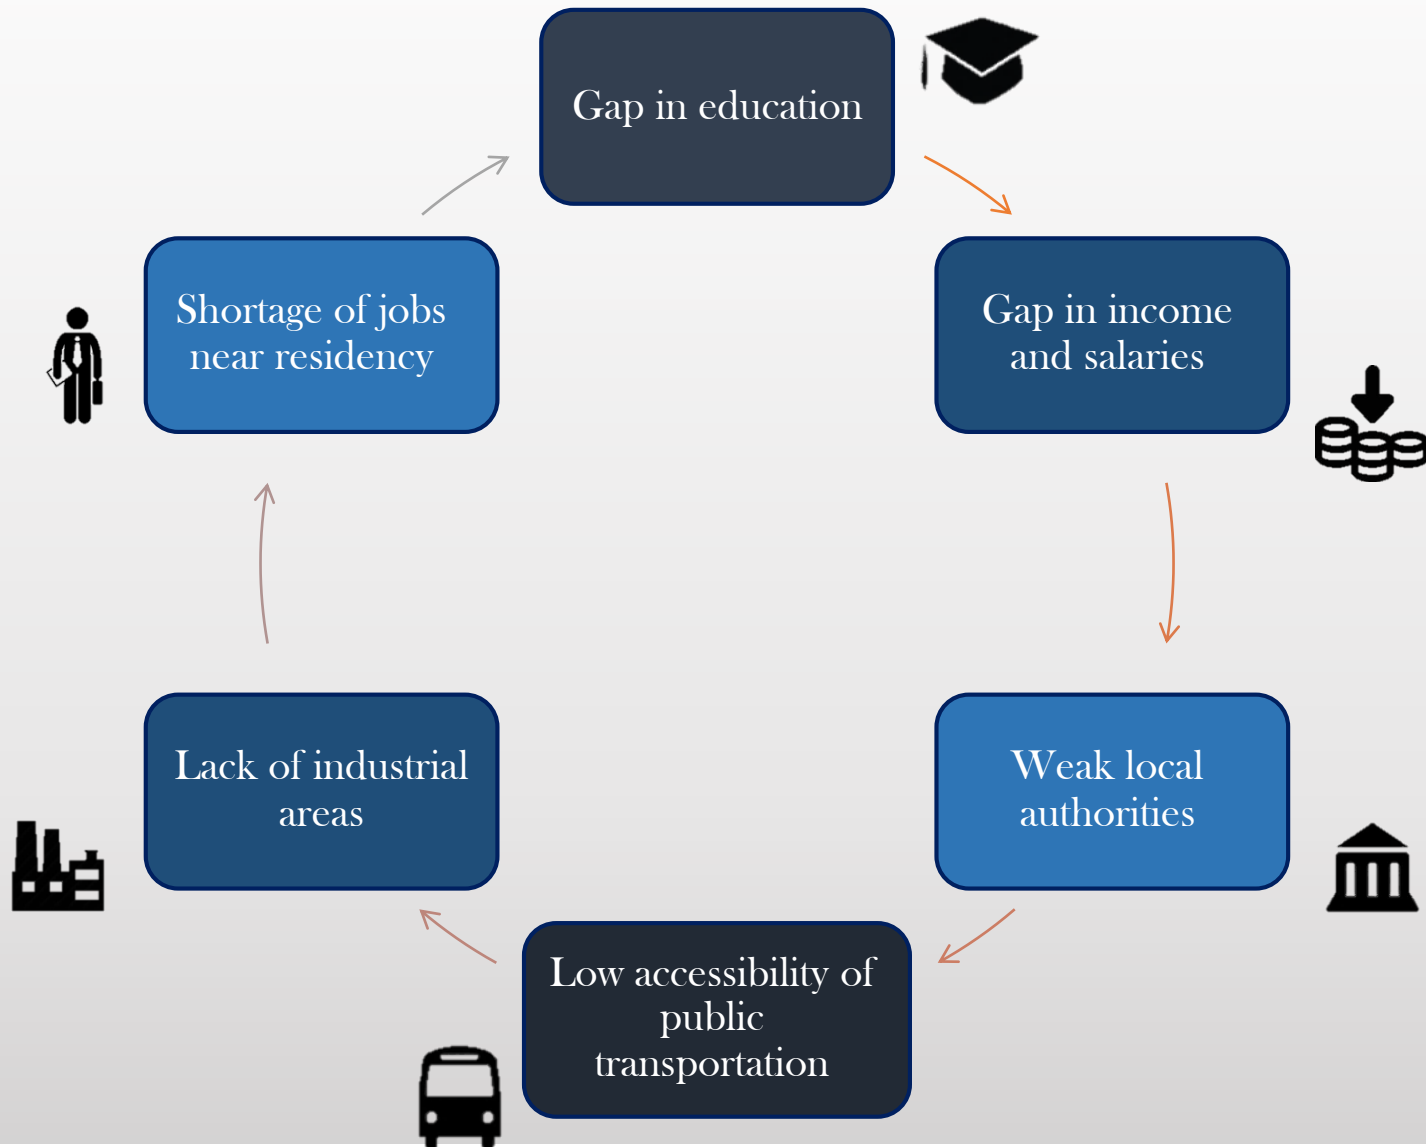 Gap in education
Gap in income
and salaries
Weak local
authorities
Low accessibility of
public
transportation
Lack of industrial
areas
Shortage of jobs
near residency